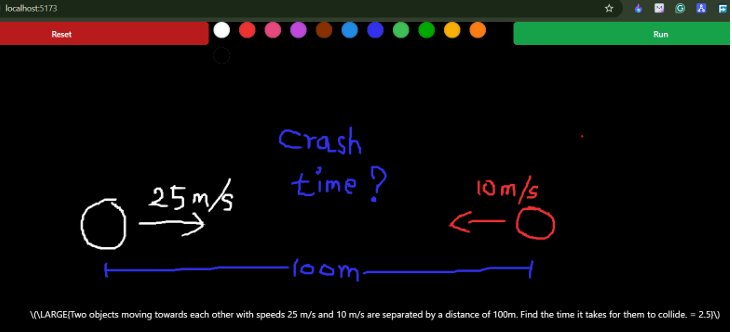 localhost:5173
Reset
Run
Crash
time?
25 m/s
10 m/s
100m
\(\LARGE{Two objects moving towards each other with speeds 25 m/s and 10 m/s are separated by a distance of 100m. Find the time it takes for them to collide. = 2.5}\)